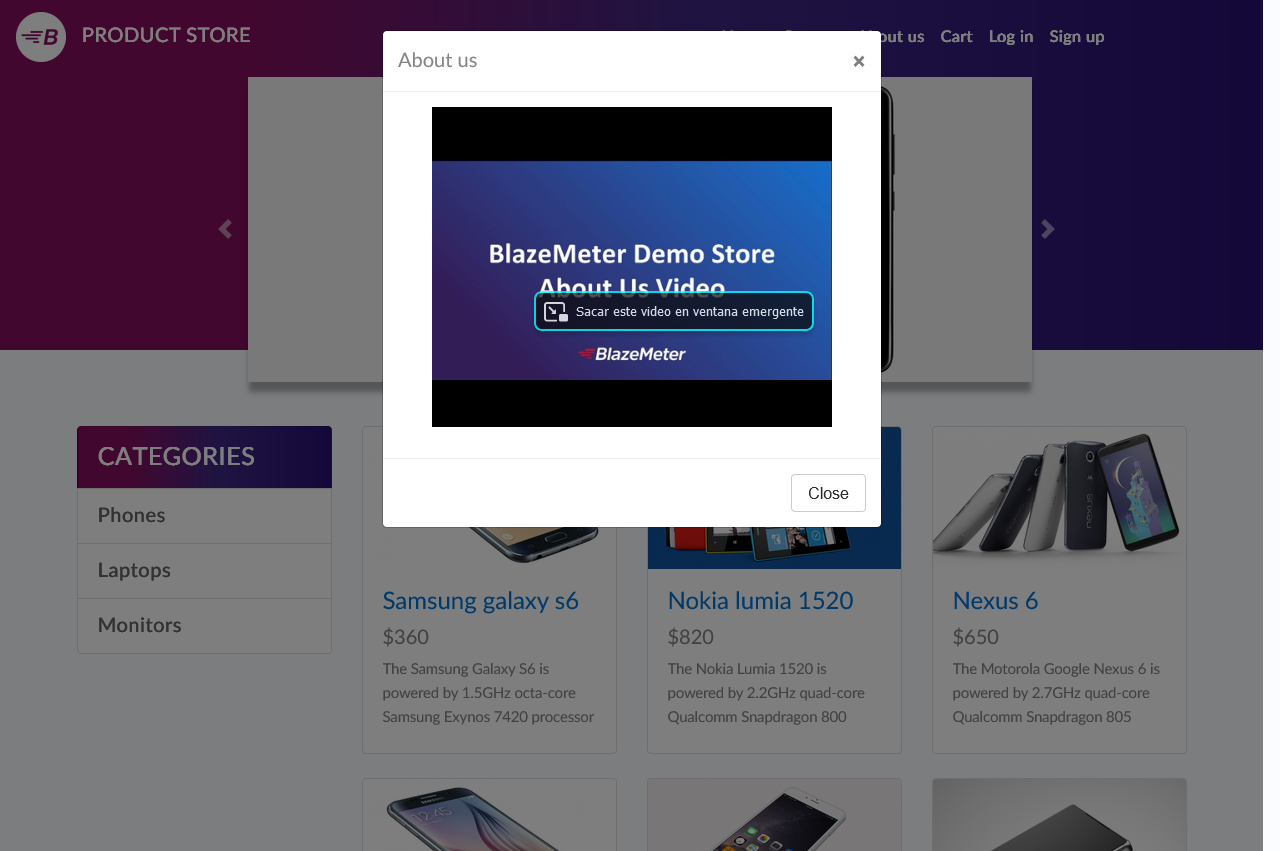 B
PRODUCT STORE
About us
Cart
Log in
Sign up
About us
×
BlazeMeter Demo Store
About Us Video
Sacar este video en ventana emergente
BlazeMeter
Close
CATEGORIES
Phones
Laptops
Monitors
Samsung galaxy s6
$360
The Samsung Galaxy S6 is
powered by 1.5GHz octa-core
Samsung Exynos 7420 processor
Nokia lumia 1520
$820
The Nokia Lumia 1520 is
powered by 2.2GHz quad-core
Qualcomm Snapdragon 800
Nexus 6
$650
The Motorola Google Nexus 6 is
powered by 2.7GHz quad-core
Qualcomm Snapdragon 805
SAMSUNG
12:45